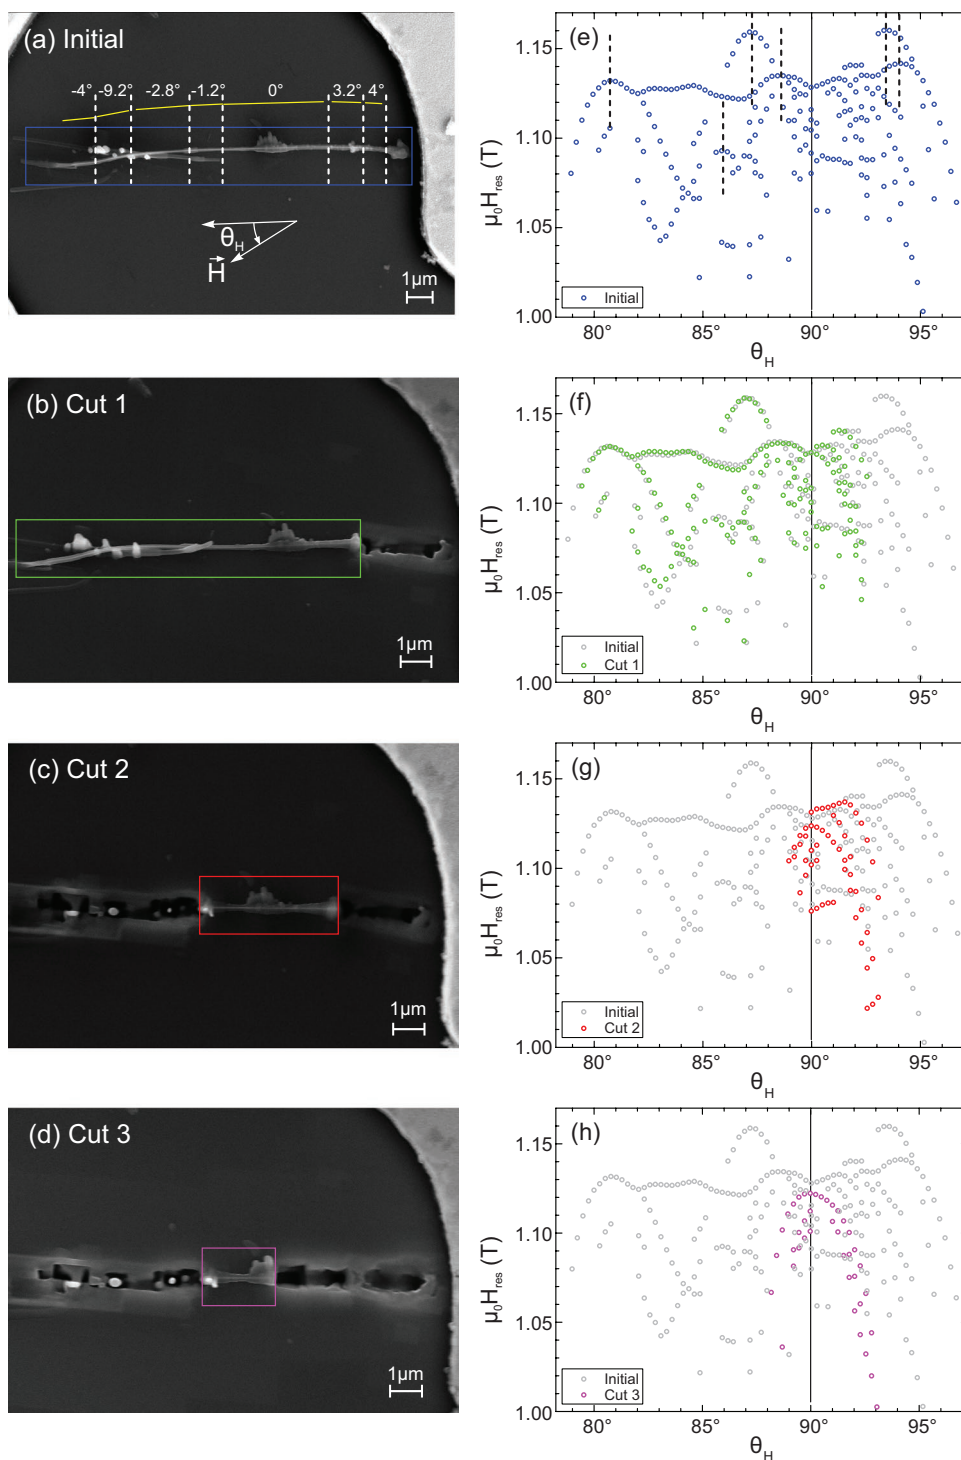 (a) Initial
-4° -9.2° -2.8° -1.2° 0° 3.2° 4°
θH
H
1μm
(e)
μ0Hres (T)
1.15
1.10
1.05
1.00
Initial
80° 85° 90° 95°
θH
(b) Cut 1
1μm
(f)
μ0Hres (T)
1.15
1.10
1.05
1.00
Initial
Cut 1
80° 85° 90° 95°
θH
(c) Cut 2
1μm
(g)
μ0Hres (T)
1.15
1.10
1.05
1.00
Initial
Cut 2
80° 85° 90° 95°
θH
(d) Cut 3
1μm
(h)
μ0Hres (T)
1.15
1.10
1.05
1.00
Initial
Cut 3
80° 85° 90° 95°
θH